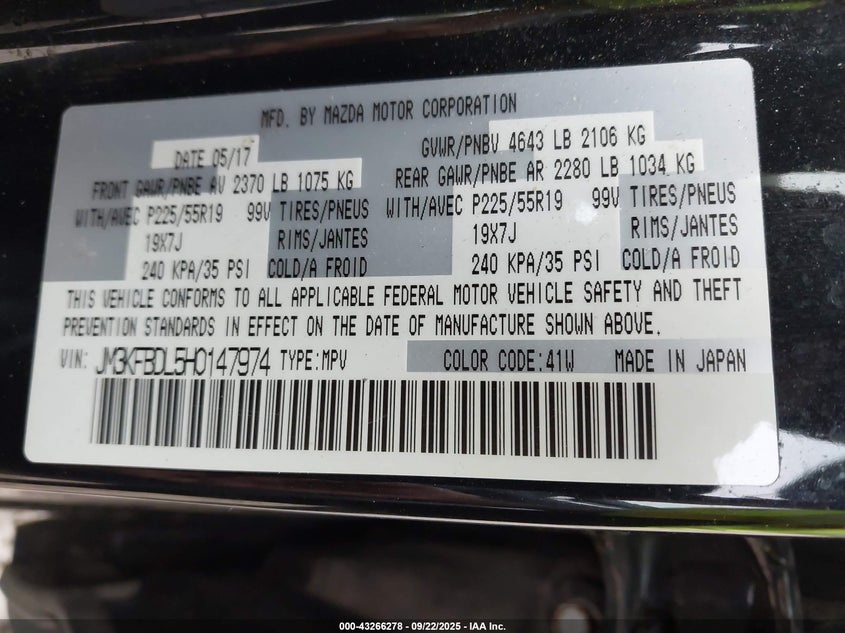 MFD. BY MAZDA MOTOR CORPORATION
DATE 05/17 GVWR/PNBV 4643 LB 2106 KG
FRONT GAWR/PNBE AV 2370 LB 1075 KG REAR GAWR/PNBE AR 2280 LB 1034 KG
WITH/AVEC P225/55R19 99V TIRES/PNEUS WITH/AVEC P225/55R19 99V TIRES/PNEUS
19X7J RIMS/JANTES 19X7J RIMS/JANTES
240 KPA/35 PSI COLD/A FROID 240 KPA/35 PSI COLD/A FROID
THIS VEHICLE CONFORMS TO ALL APPLICABLE FEDERAL MOTOR VEHICLE SAFETY AND THEFT
PREVENTION STANDARDS IN EFFECT ON THE DATE OF MANUFACTURE SHOWN ABOVE.
VIN: JM3KFBDL5H0147974 TYPE:MPV COLOR CODE:41W MADE IN JAPAN
000-43266278 - 09/22/2025 - IAA Inc.